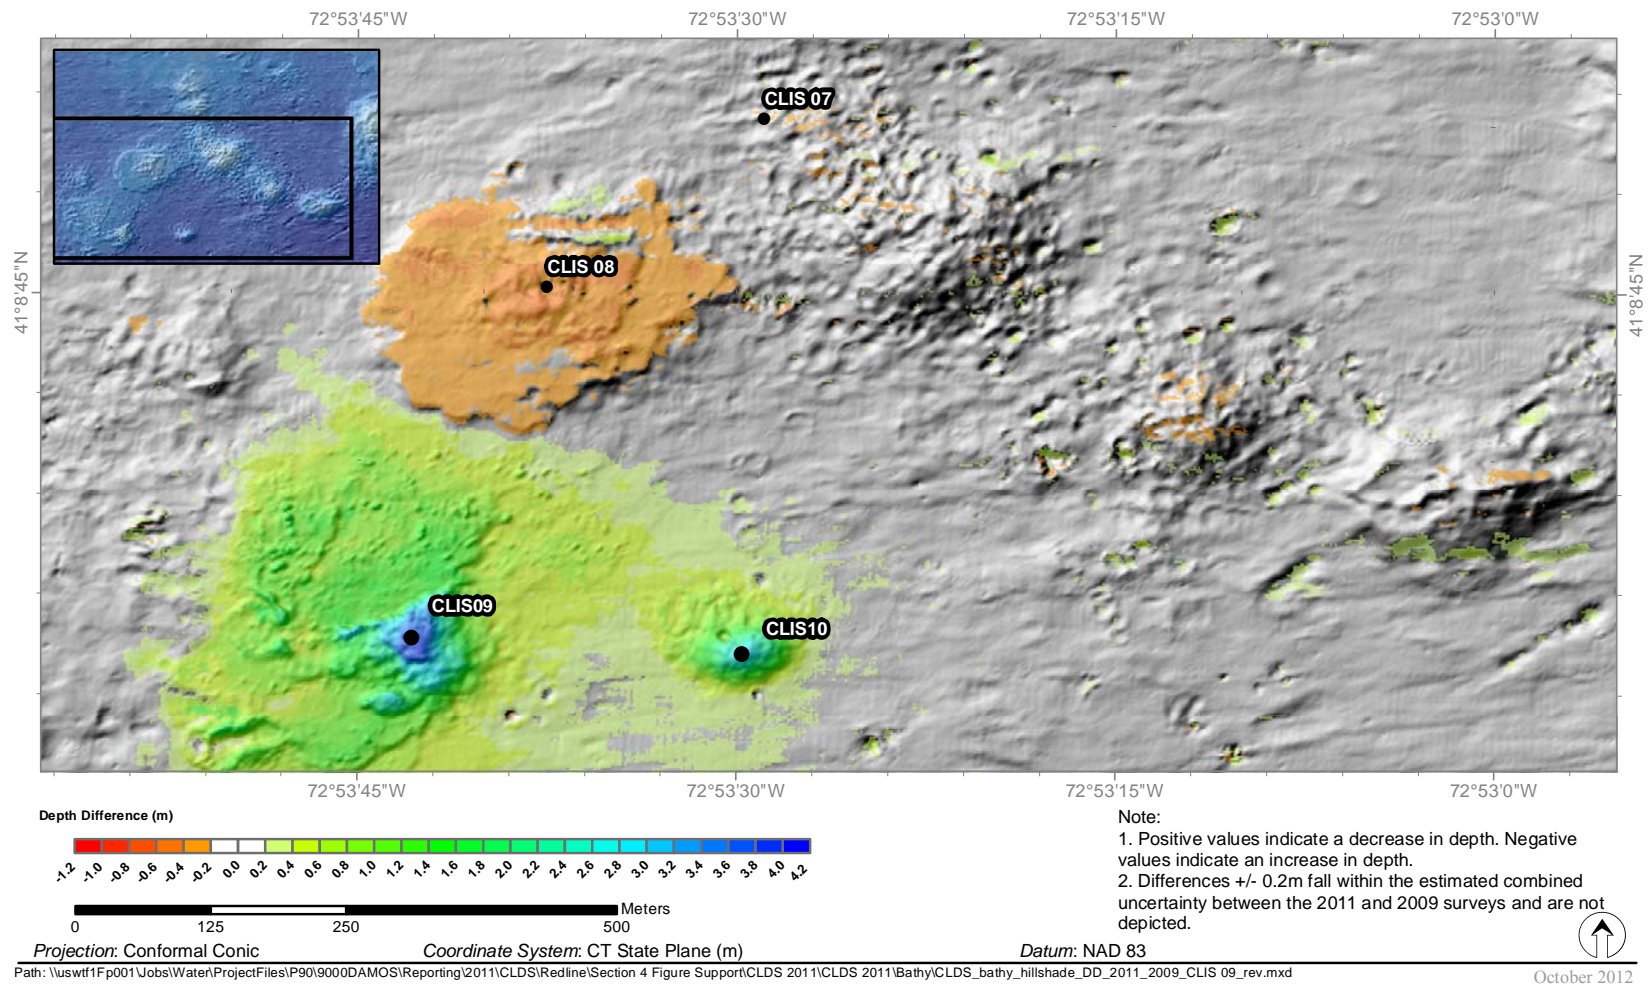 72°53'45"W 72°53'30"W 72°53'15"W 72°53'0"W
CLIS 07
CLIS 08
41°8'45"N
41°8'45"N
CLIS09
CLIS10
72°53'45"W 72°53'30"W 72°53'15"W 72°53'0"W
Depth Difference (m)
-1.2 -1.0 -0.8 -0.6 -0.4 -0.2 0.0 0.2 0.4 0.6 0.8 1.0 1.2 1.4 1.6 1.8 2.0 2.2 2.4 2.6 2.8 3.0 3.2 3.4 3.6 3.8 4.0 4.2
Meters
0 125 250 500
Note:
1. Positive values indicate a decrease in depth. Negative
values indicate an increase in depth.
2. Differences +/- 0.2m fall within the estimated combined
uncertainty between the 2011 and 2009 surveys and are not
depicted.
Projection: Conformal Conic Coordinate System: CT State Plane (m) Datum: NAD 83
Path: \\uswtf1Fp001\Jobs\Water\ProjectFiles\P90\9000DAMOS\Reporting\2011\CLDS\Redline\Section 4 Figure Support\CLDS 2011\CLDS 2011\Bathy\CLDS_bathy_hillshade_DD_2011_2009_CLIS 09_rev.mxd
October 2012